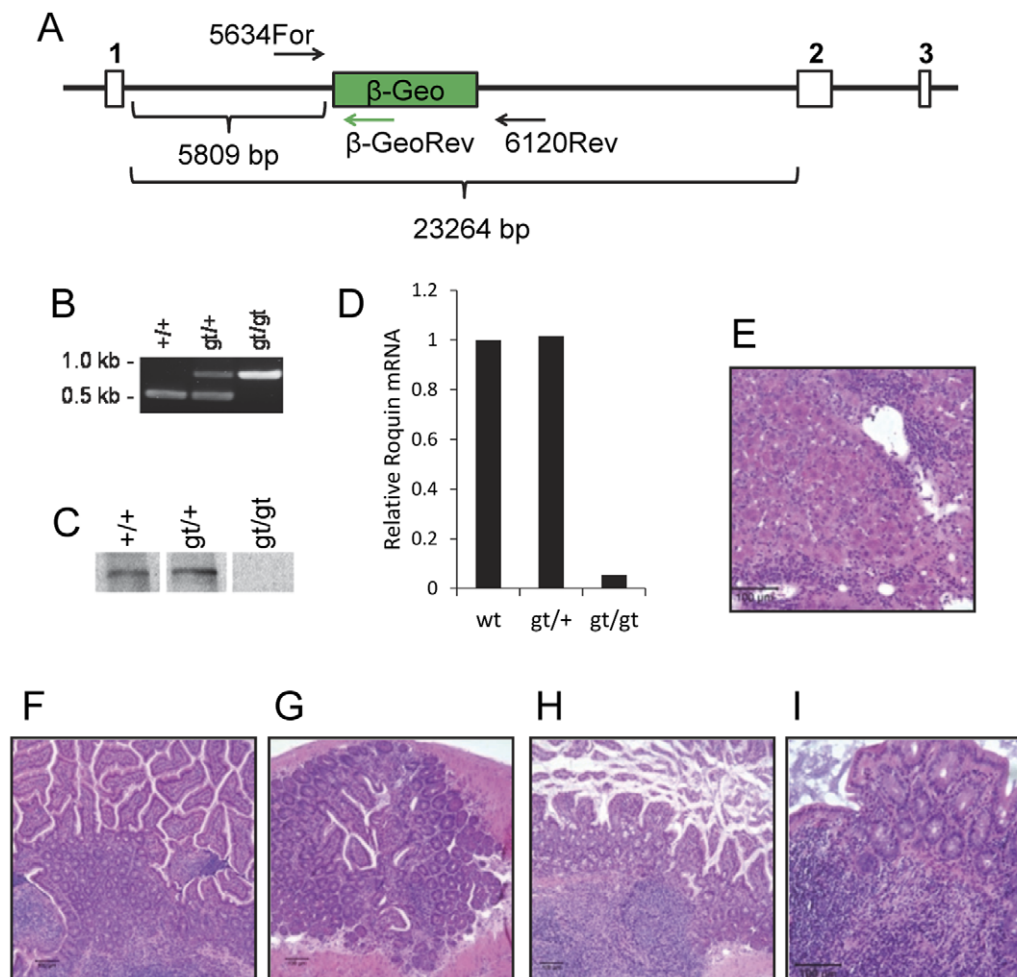 A
1
5634For
2
3
β-Geo
β-GeoRev
6120Rev
5809 bp
23264 bp
B
+/+
gt/+
gt/gt
1.0 kb -
0.5 kb -
C
+/+
gt/+
gt/gt
D
Relative Roquin mRNA
1.2
1
0.8
0.6
0.4
0.2
0
wt
gt/+
gt/gt
E
100 µm
F
G
H
I